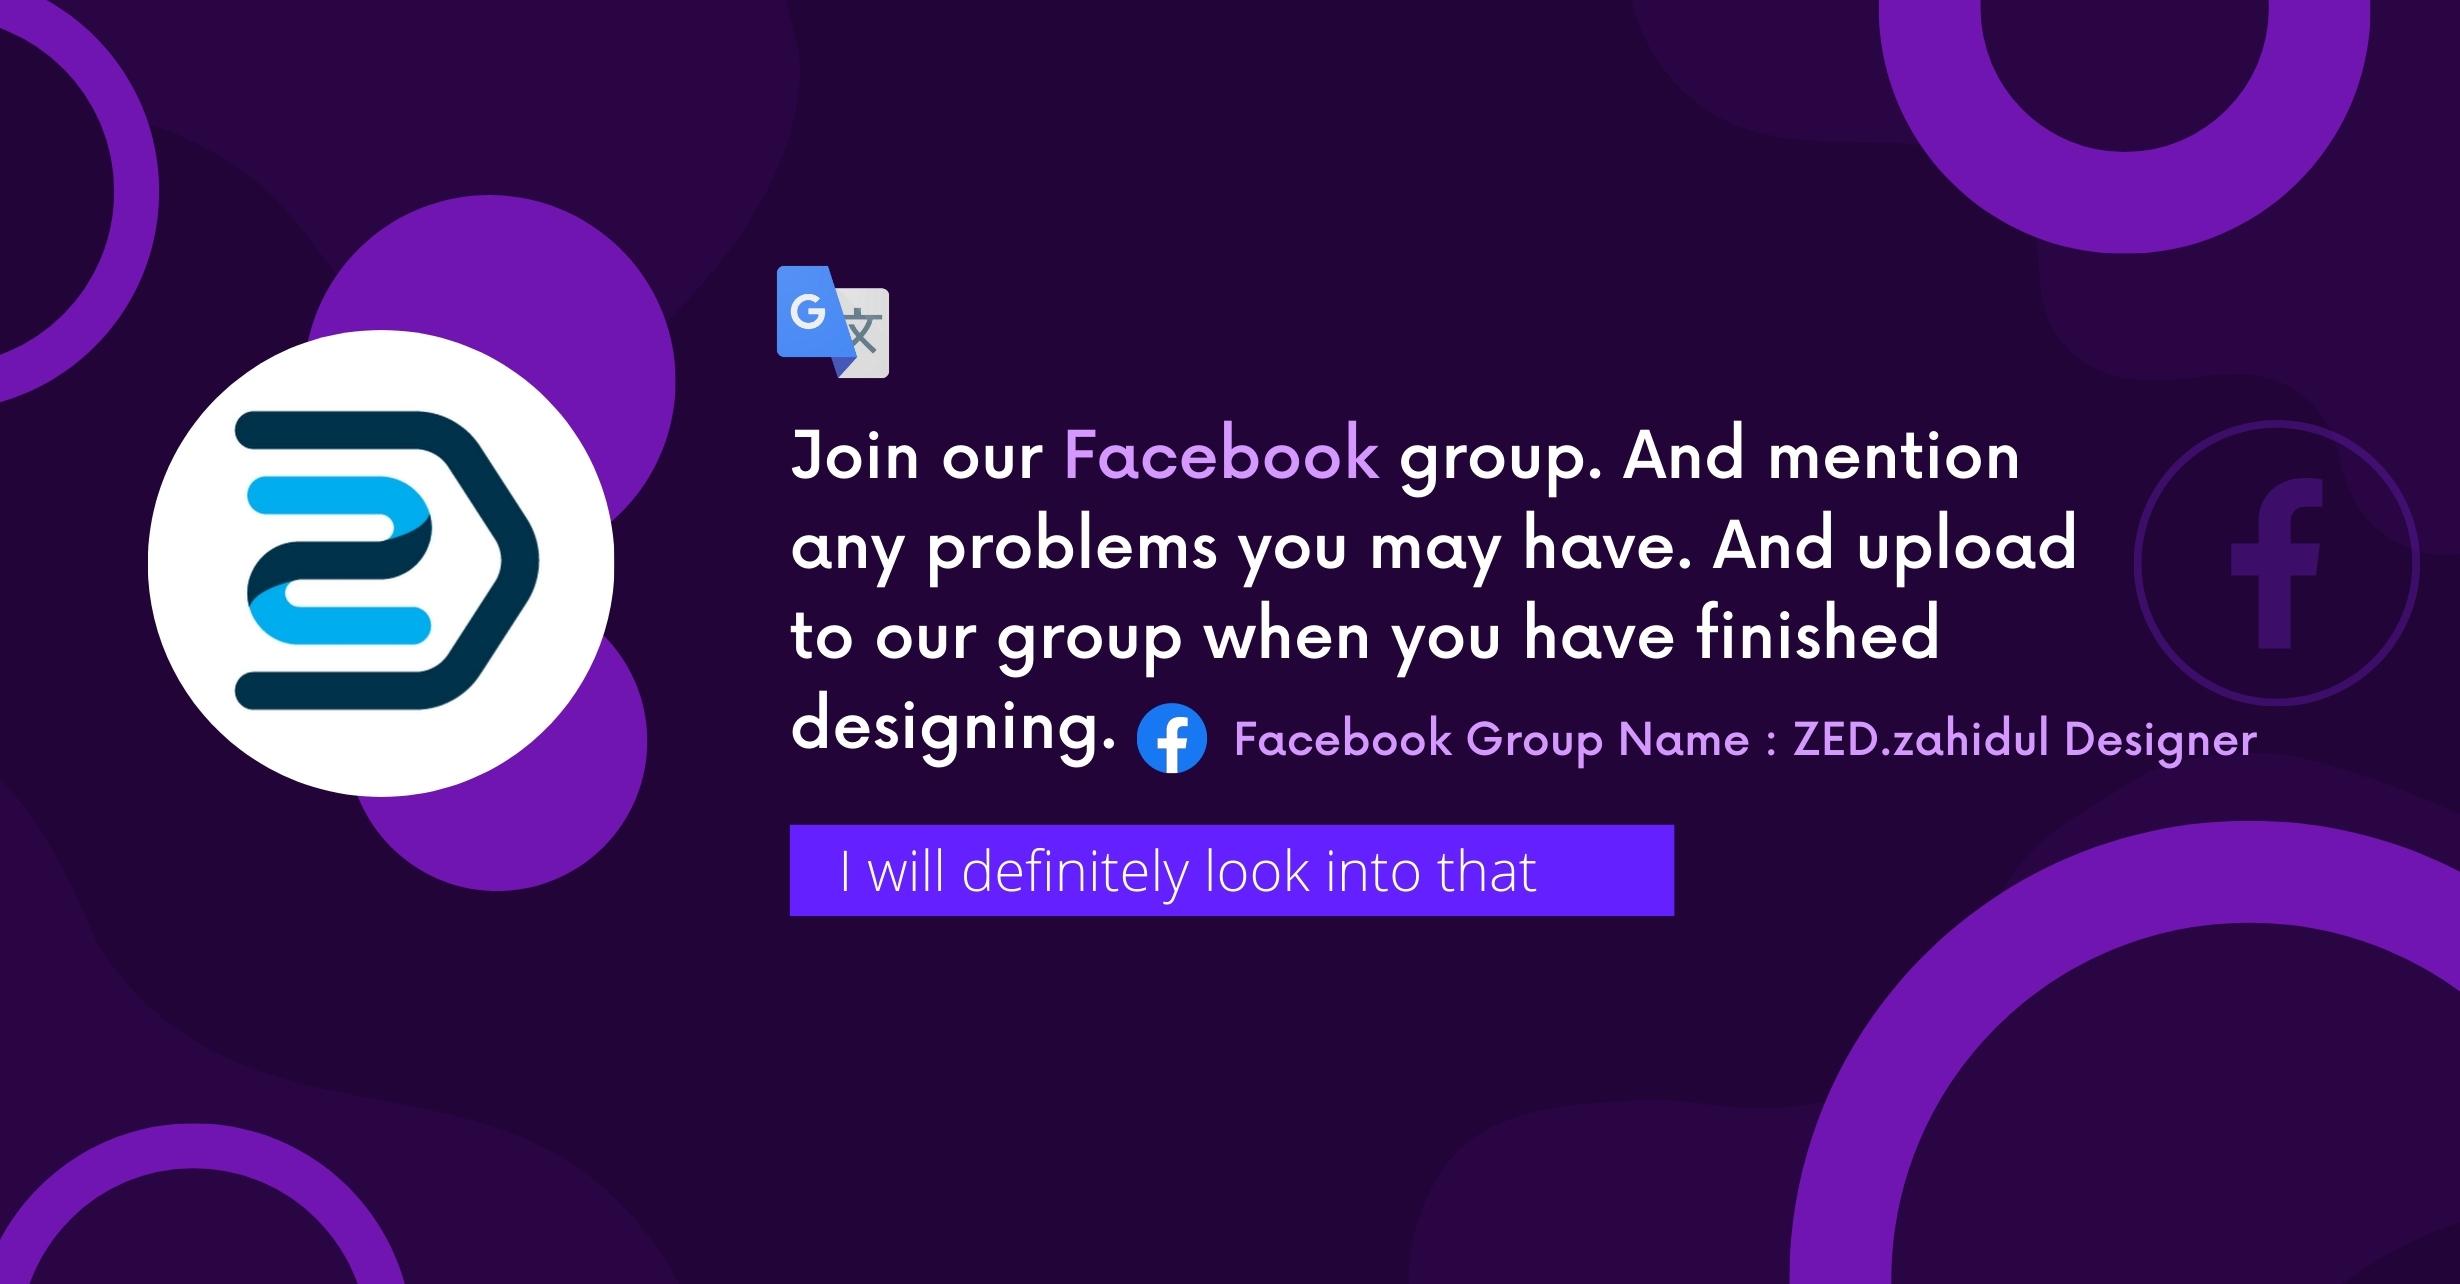 G 文
Join our Facebook group. And mention
any problems you may have. And upload
to our group when you have finished
designing. Facebook Group Name : ZED.zahidul Designer
I will definitely look into that